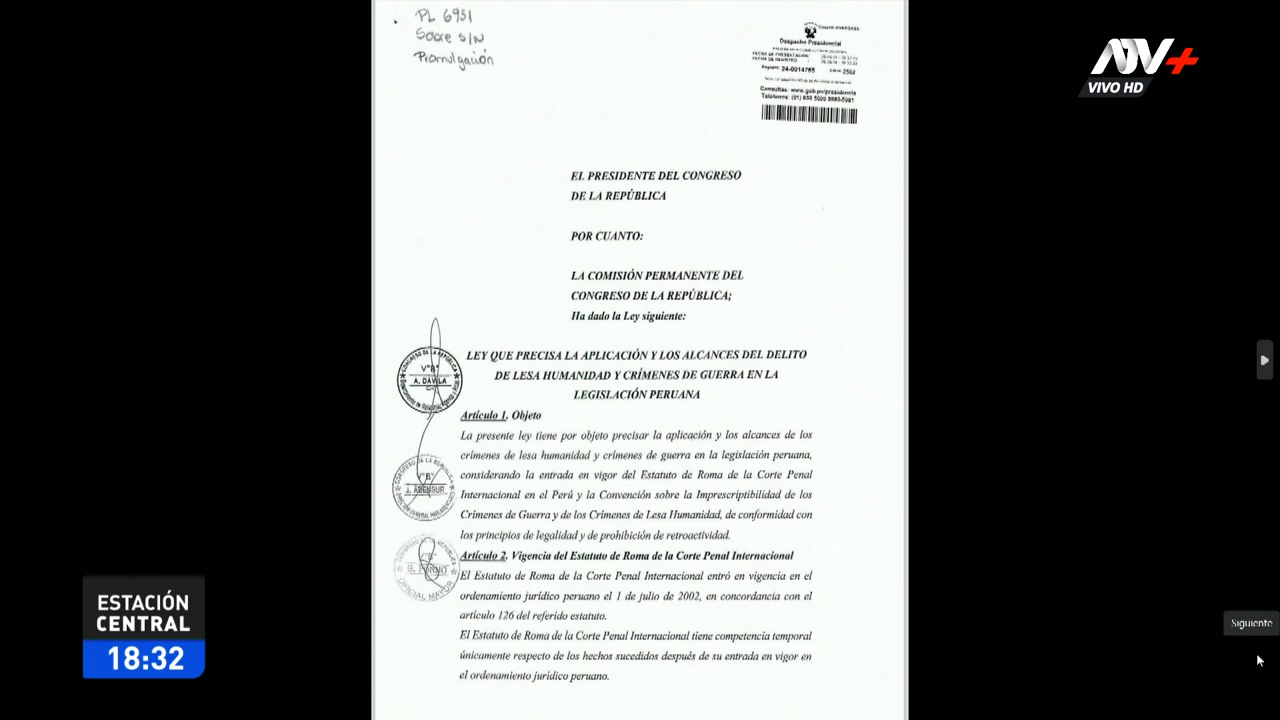 PL 6951
Sobre S/N
Promulgación
Despacho Presidencial
Registro: 24-0014765
Consultas: www.gob.pe/presidencia
ATV+
VIVO HD
EL PRESIDENTE DEL CONGRESO
DE LA REPÚBLICA
POR CUANTO:
LA COMISIÓN PERMANENTE DEL
CONGRESO DE LA REPÚBLICA;
Ha dado la Ley siguiente:
LEY QUE PRECISA LA APLICACIÓN Y LOS ALCANCES DEL DELITO
DE LESA HUMANIDAD Y CRÍMENES DE GUERRA EN LA
LEGISLACIÓN PERUANA
Artículo 1. Objeto
La presente ley tiene por objeto precisar la aplicación y los alcances de los
crímenes de lesa humanidad y crímenes de guerra en la legislación peruana,
considerando la entrada en vigor del Estatuto de Roma de la Corte Penal
Internacional en el Perú y la Convención sobre la Imprescriptibilidad de los
Crímenes de Guerra y de los Crímenes de Lesa Humanidad, de conformidad con
los principios de legalidad y de prohibición de retroactividad.
Artículo 2. Vigencia del Estatuto de Roma de la Corte Penal Internacional
El Estatuto de Roma de la Corte Penal Internacional entró en vigencia en el
ordenamiento jurídico peruano el 1 de julio de 2002, en concordancia con el
artículo 126 del referido estatuto.
El Estatuto de Roma de la Corte Penal Internacional tiene competencia temporal
únicamente respecto de los hechos sucedidos después de su entrada en vigor en
el ordenamiento jurídico peruano.
CONGRESO DE LA REPÚBLICA
V°B°
A. DÁVILA
V°B°
OFICIAL MAYOR
ESTACIÓN
CENTRAL
18:32
Siguiente